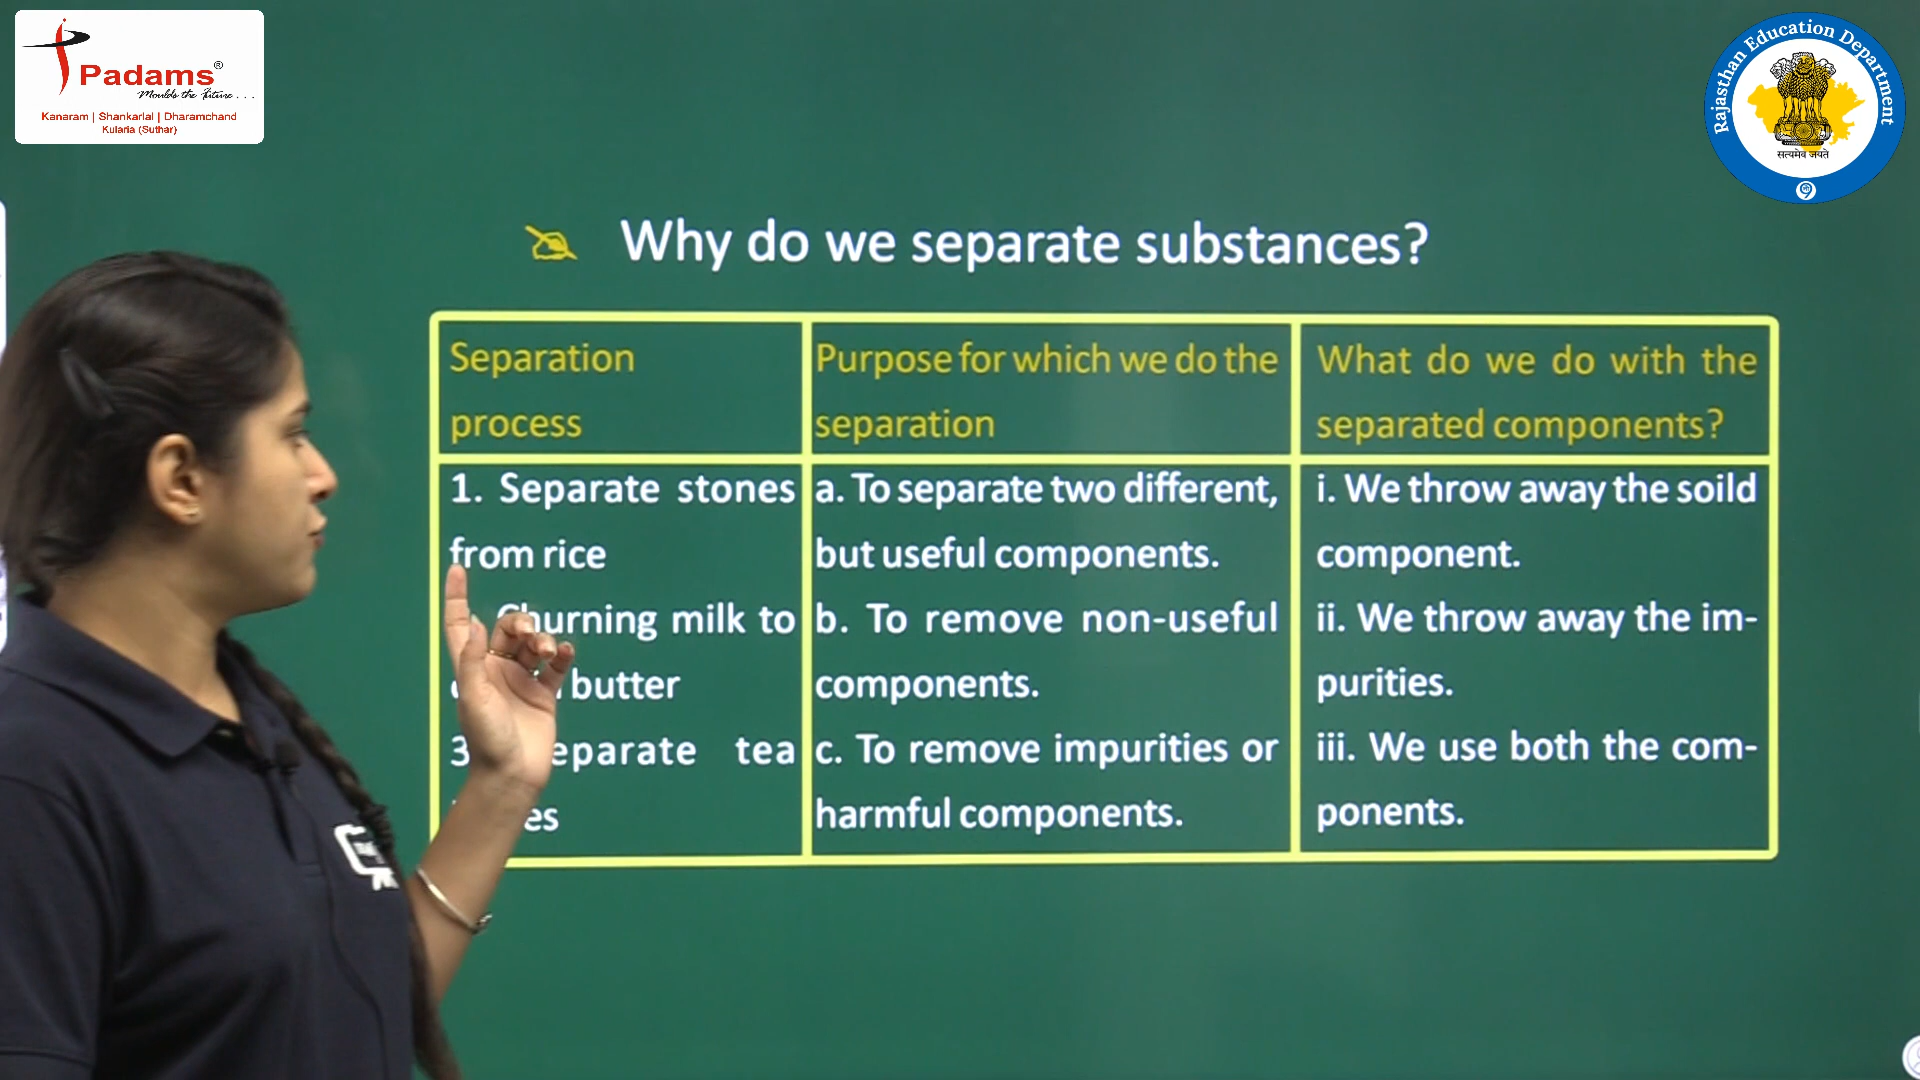 Padams®
Moulds the Future . . .
Kanaram | Shankarlal | Dharamchand
Kularia (Suthar)
Rajasthan Education Department
सत्यमेव जयते
Why do we separate substances?
Separation
process
Purpose for which we do the
separation
What do we do with the
separated components?
1. Separate stones
from rice
Churning milk to
butter
3 eparate tea
es
a. To separate two different,
but useful components.
b. To remove non-useful
components.
c. To remove impurities or
harmful components.
i. We throw away the soild
component.
ii. We throw away the im-
purities.
iii. We use both the com-
ponents.